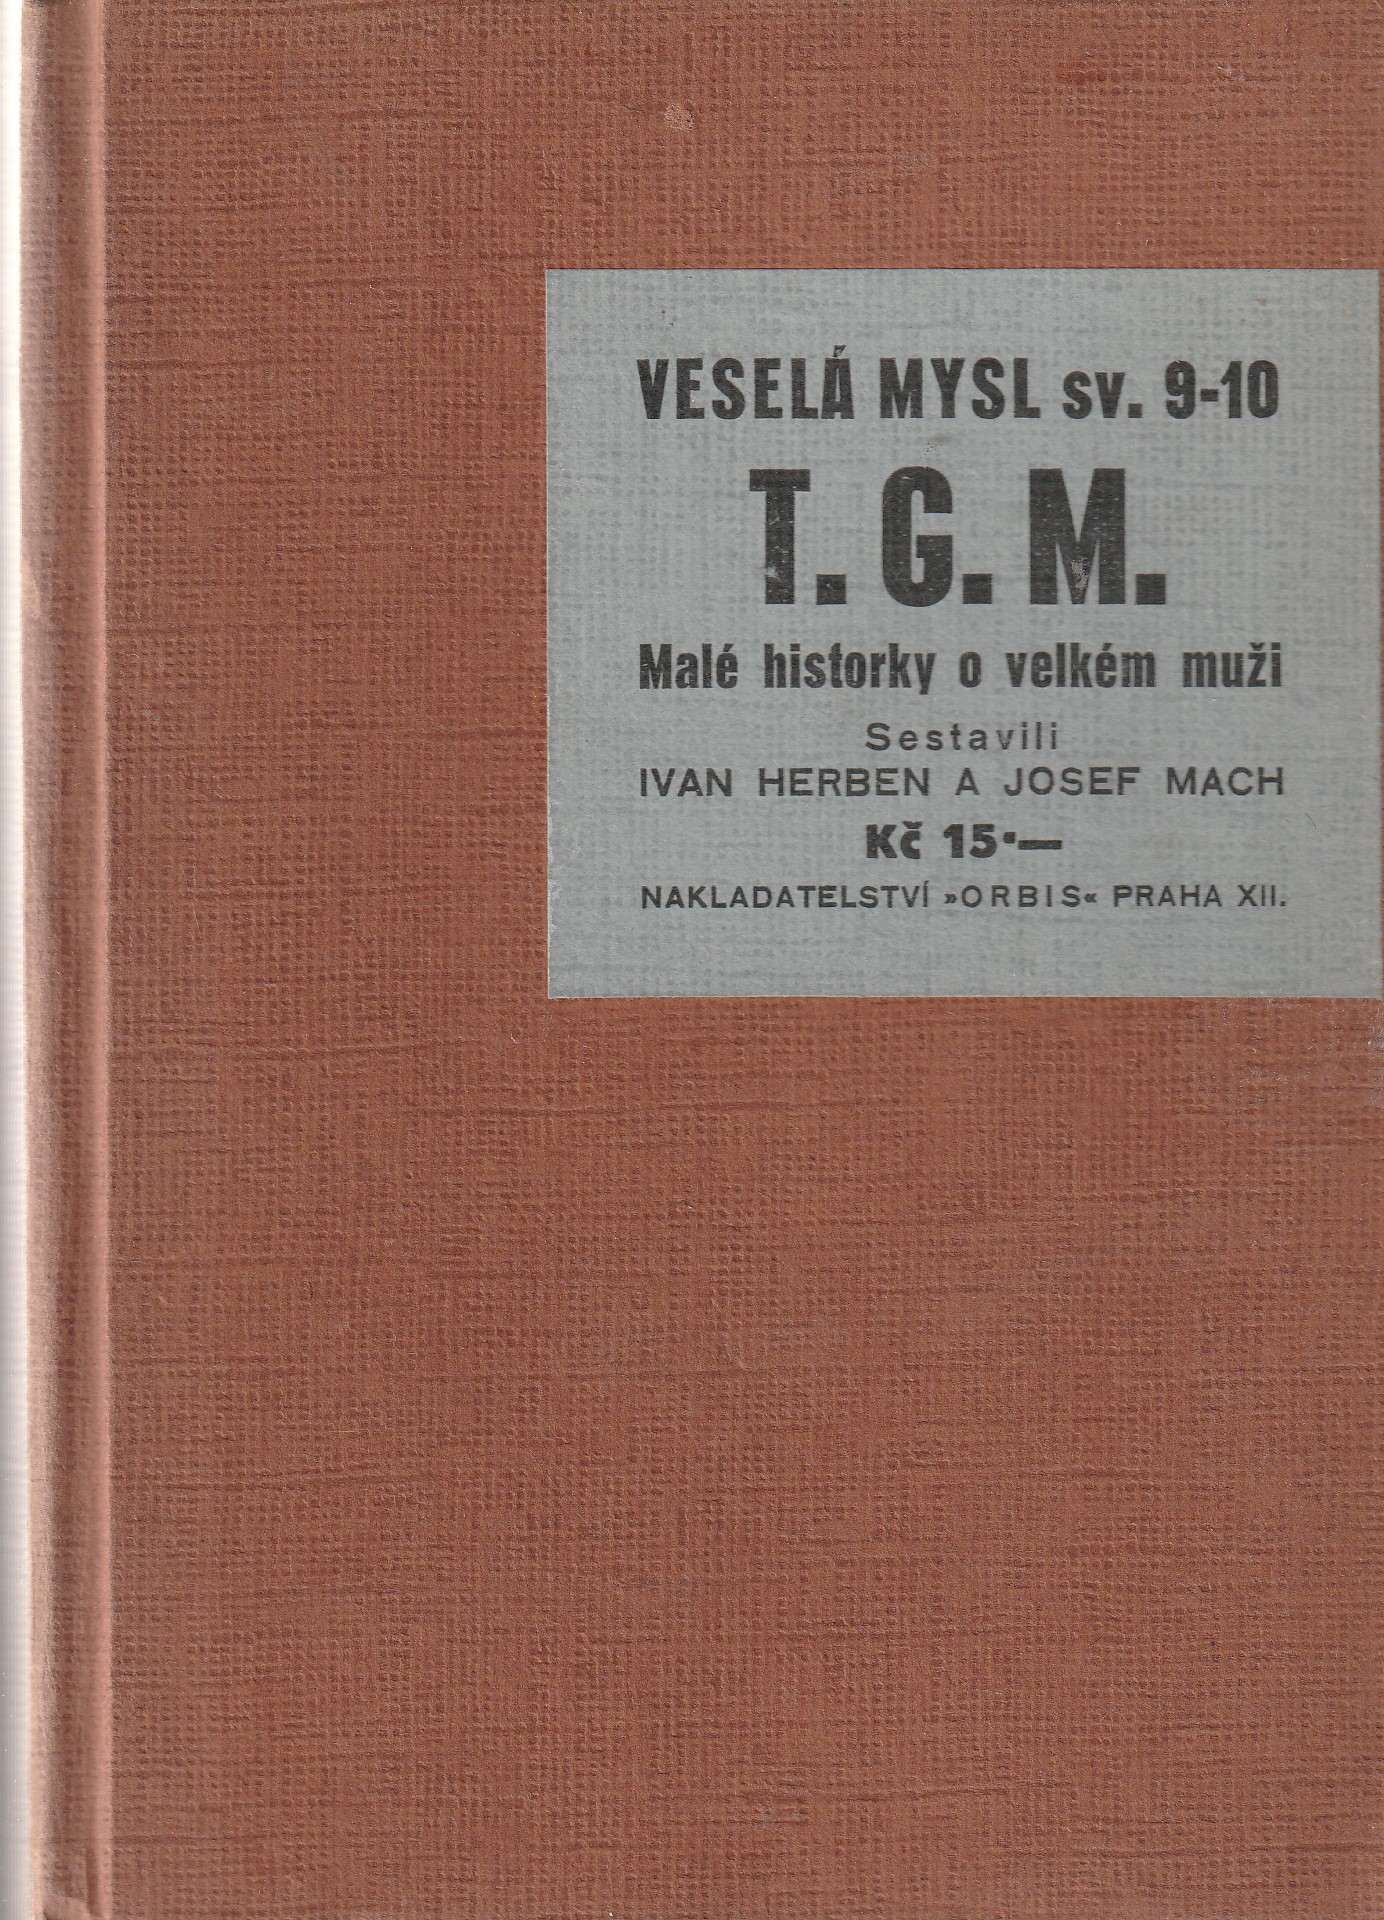 VESELÁ MYSL sv. 9-10
T. G. M.
Malé historky o velkém muži
Sestavili
IVAN HERBEN A JOSEF MACH
Kč 15·—
NAKLADATELSTVÍ »ORBIS« PRAHA XII.